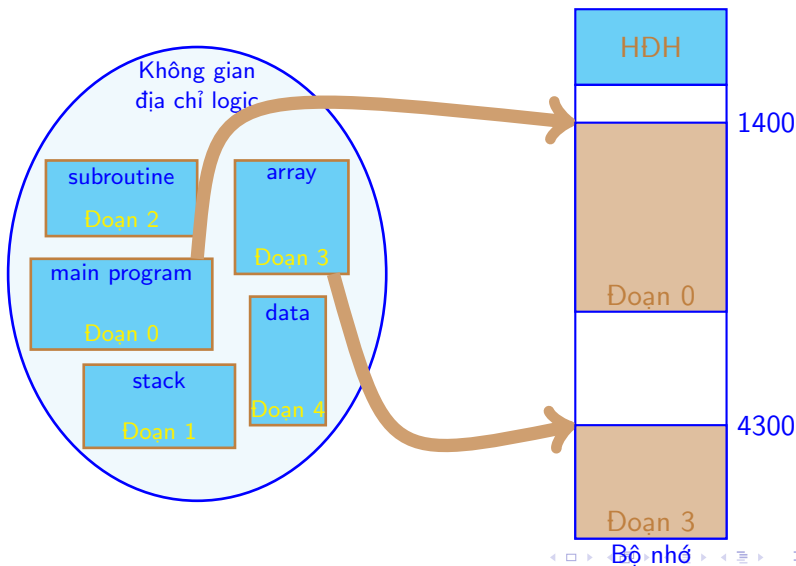 Không gian
địa chỉ logic
subroutine
Đoạn 2
main program
Đoạn 0
stack
Đoạn 1
array
Đoạn 3
data
Đoạn 4
HĐH
1400
Đoạn 0
4300
Đoạn 3
Bộ nhớ